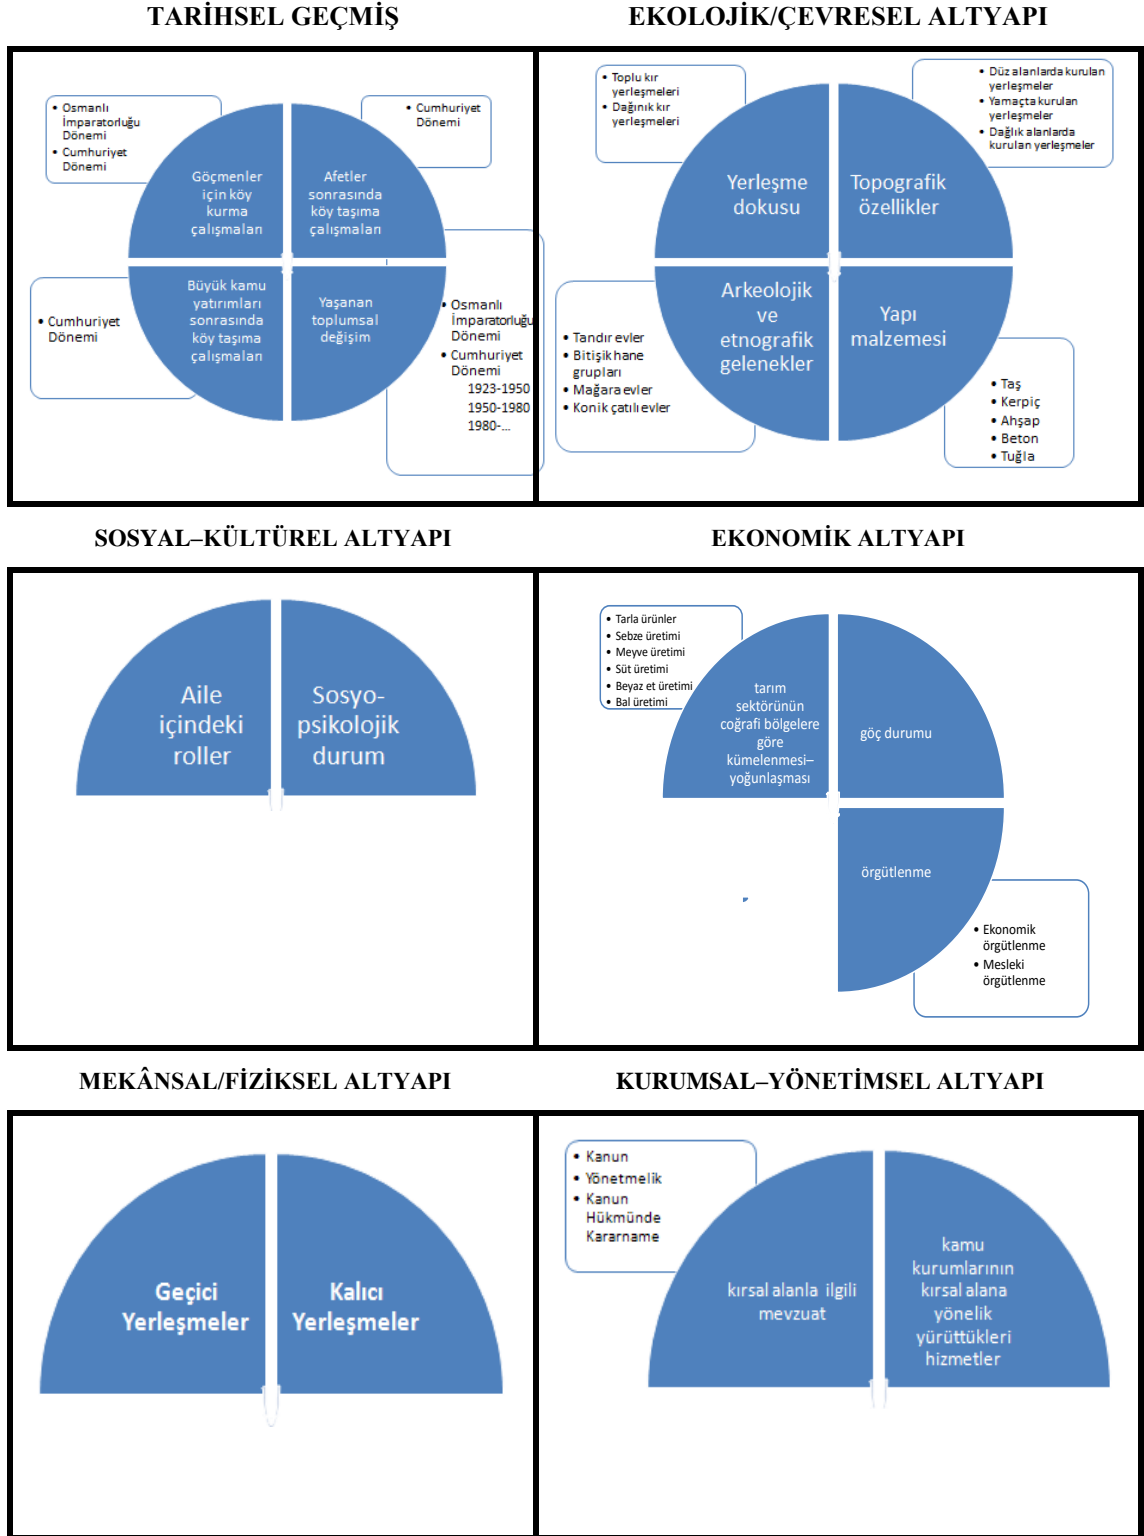 TARİHSEL GEÇMİŞ
• Osmanlı
İmparatorluğu
Dönemi
• Cumhuriyet
Dönemi
• Cumhuriyet
Dönemi
Göçmenler
için köy
kurma
çalışmaları
Afetler
sonrasında
köy taşıma
çalışmaları
Büyük kamu
yatırımları
sonrasında
köy taşıma
çalışmaları
Yaşanan
toplumsal
değişim
• Cumhuriyet
Dönemi
• Osmanlı
İmparatorluğu
Dönemi
• Cumhuriyet
Dönemi
1923-1950
1950-1980
1980-...
EKOLOJİK/ÇEVRESEL ALTYAPI
• Toplu kır
yerleşmeleri
• Dağınık kır
yerleşmeleri
• Düz alanlarda kurulan
yerleşmeler
• Yamaçta kurulan
yerleşmeler
• Dağlık alanlarda
kurulan yerleşmeler
Yerleşme
dokusu
Topografik
özellikler
Arkeolojik
ve
etnografik
gelenekler
Yapı
malzemesi
• Tandır evler
• Bitişik hane
grupları
• Mağara evler
• Konik çatılı evler
• Taş
• Kerpiç
• Ahşap
• Beton
• Tuğla
SOSYAL–KÜLTÜREL ALTYAPI
Aile
içindeki
roller
Sosyo-
psikolojik
durum
EKONOMİK ALTYAPI
• Tarla ürünler
• Sebze üretimi
• Meyve üretimi
• Süt üretimi
• Beyaz et üretimi
• Bal üretimi
tarım
sektörünün
coğrafi bölgelere
göre
kümelenmesi–
yoğunlaşması
göç durumu
örgütlenme
• Ekonomik
örgütlenme
• Mesleki
örgütlenme
MEKÂNSAL/FİZİKSEL ALTYAPI
Geçici
Yerleşmeler
Kalıcı
Yerleşmeler
KURUMSAL–YÖNETİMSEL ALTYAPI
• Kanun
• Yönetmelik
• Kanun
Hükmünde
Kararname
kırsal alanla ilgili
mevzuat
kamu
kurumlarının
kırsal alana
yönelik
yürüttükleri
hizmetler